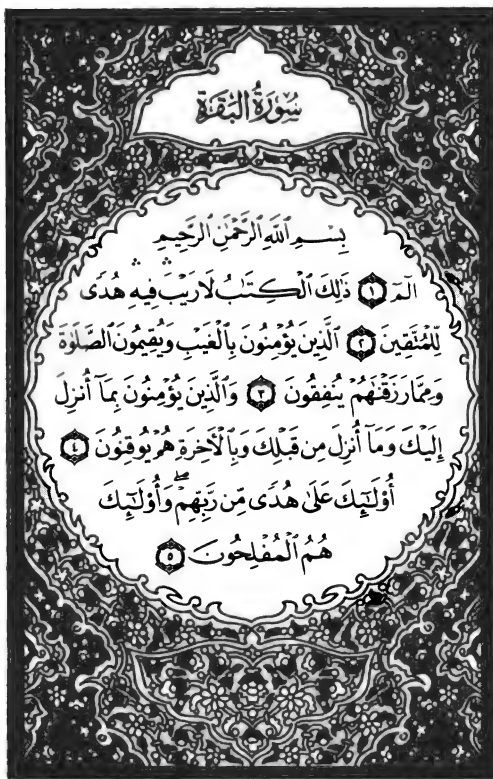 سُورَةُ البَقَرَةِ
بِسْمِ ٱللَّهِ ٱلرَّحْمَٰنِ ٱلرَّحِيمِ
الٓمٓ ١ ذَٰلِكَ ٱلْكِتَٰبُ لَا رَيْبَ ۛ فِيهِ ۛ هُدًى
لِّلْمُتَّقِينَ ٢ ٱلَّذِينَ يُؤْمِنُونَ بِٱلْغَيْبِ وَيُقِيمُونَ ٱلصَّلَوٰةَ
وَمِمَّا رَزَقْنَٰهُمْ يُنفِقُونَ ٣ وَٱلَّذِينَ يُؤْمِنُونَ بِمَآ أُنزِلَ
إِلَيْكَ وَمَآ أُنزِلَ مِن قَبْلِكَ وَبِٱلْأَخِرَةِ هُمْ يُوقِنُونَ ٤
أُو۟لَٰٓئِكَ عَلَىٰ هُدًى مِّن رَّبِّهِمْ ۖ وَأُو۟لَٰٓئِكَ
هُمُ ٱلْمُفْلِحُونَ ٥